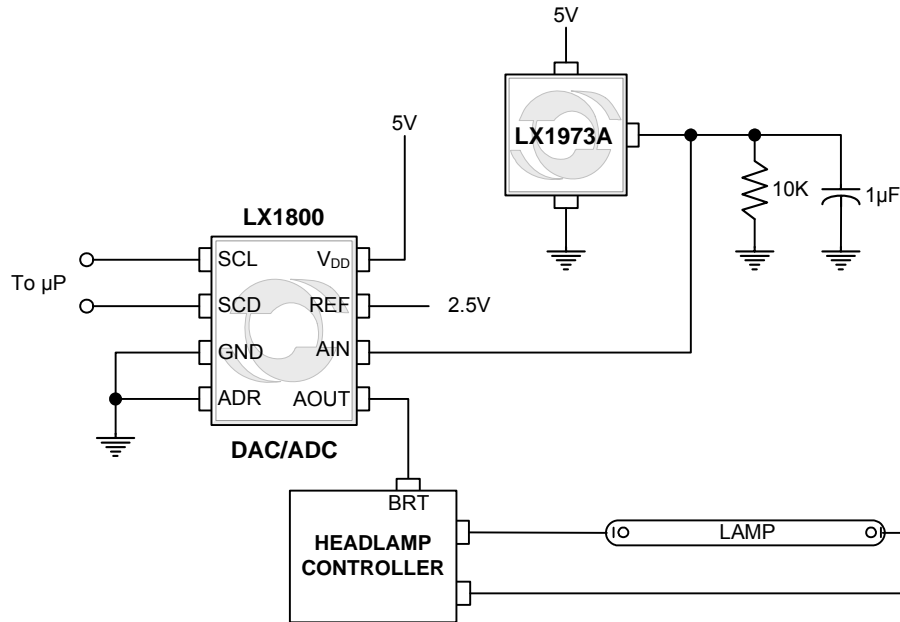 5V
LX1973A
5V
10K
1µF
LX1800
To µP
SCL
V_DD
SCD
REF
2.5V
GND
AIN
ADR
AOUT
DAC/ADC
BRT
HEADLAMP
CONTROLLER
LAMP